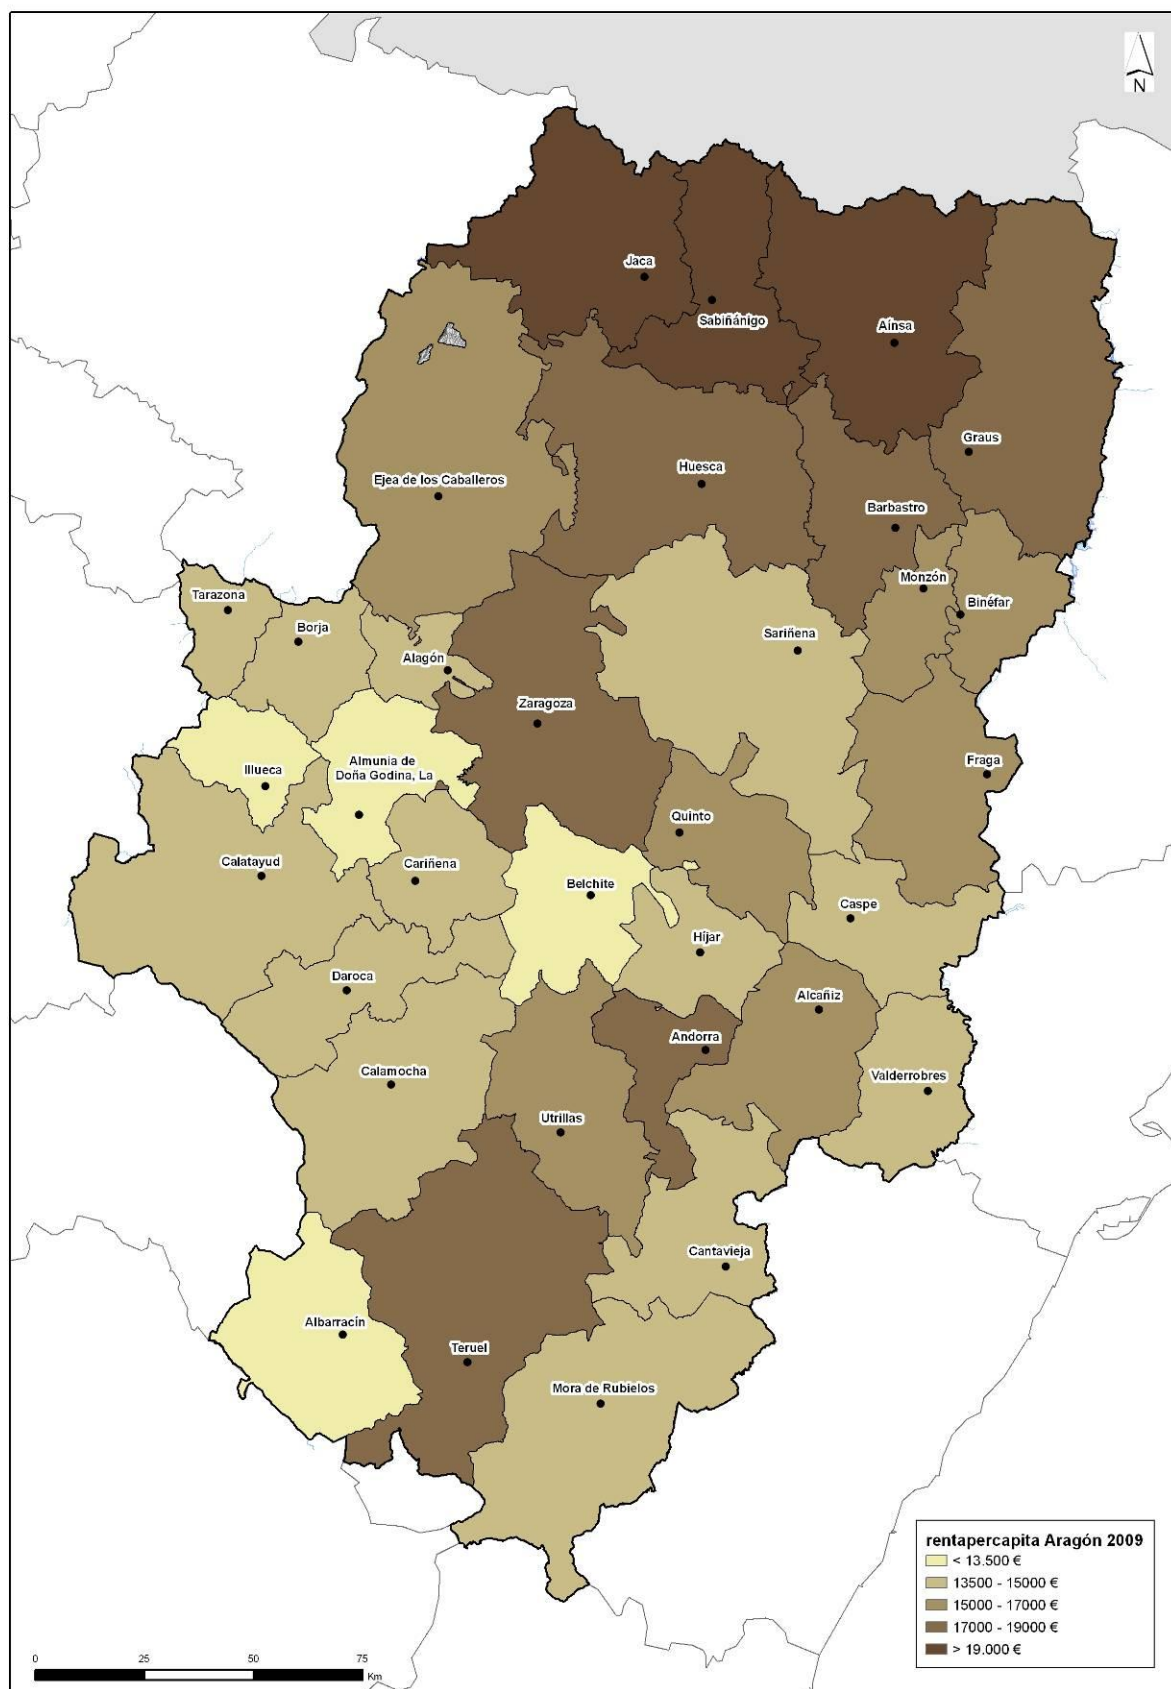 N
Jaca
Sabiñánigo
Aínsa
Graus
Huesca
Ejea de los Caballeros
Barbastro
Monzón
Binéfar
Tarazona
Borja
Sariñena
Alagón
Zaragoza
Illueca
Almunia de
Doña Godina, La
Fraga
Quinto
Calatayud
Cariñena
Belchite
Caspe
Híjar
Daroca
Alcañiz
Andorra
Calamocha
Valderrobres
Utrillas
Cantavieja
Albarracín
Teruel
Mora de Rubielos
rentapercapita Aragón 2009
< 13.500 €
13500 - 15000 €
15000 - 17000 €
17000 - 19000 €
> 19.000 €
0 25 50 75
Km